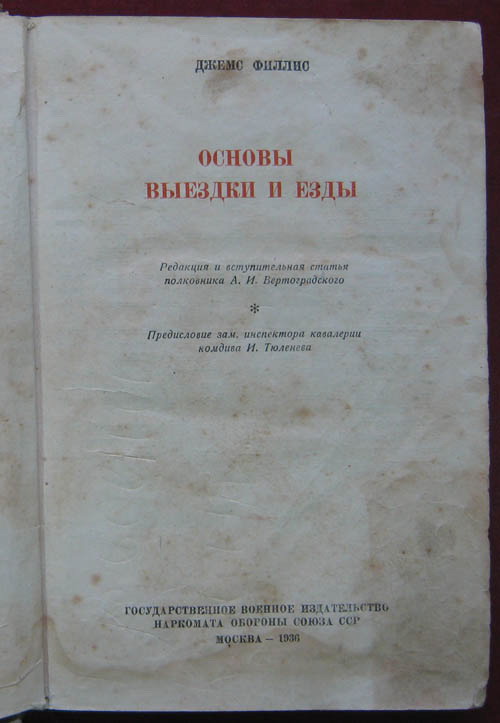 ДЖЕМС ФИЛЛИС
ОСНОВЫ
ВЫЕЗДКИ И ЕЗДЫ
Редакция и вступительная статья
полковника А. И. Вертоградского
*
Предисловие зам. инспектора кавалерии
комдива И. Тюленева
ГОСУДАРСТВЕННОЕ ВОЕННОЕ ИЗДАТЕЛЬСТВО
НАРКОМАТА ОБОРОНЫ СОЮЗА ССР
МОСКВА — 1936